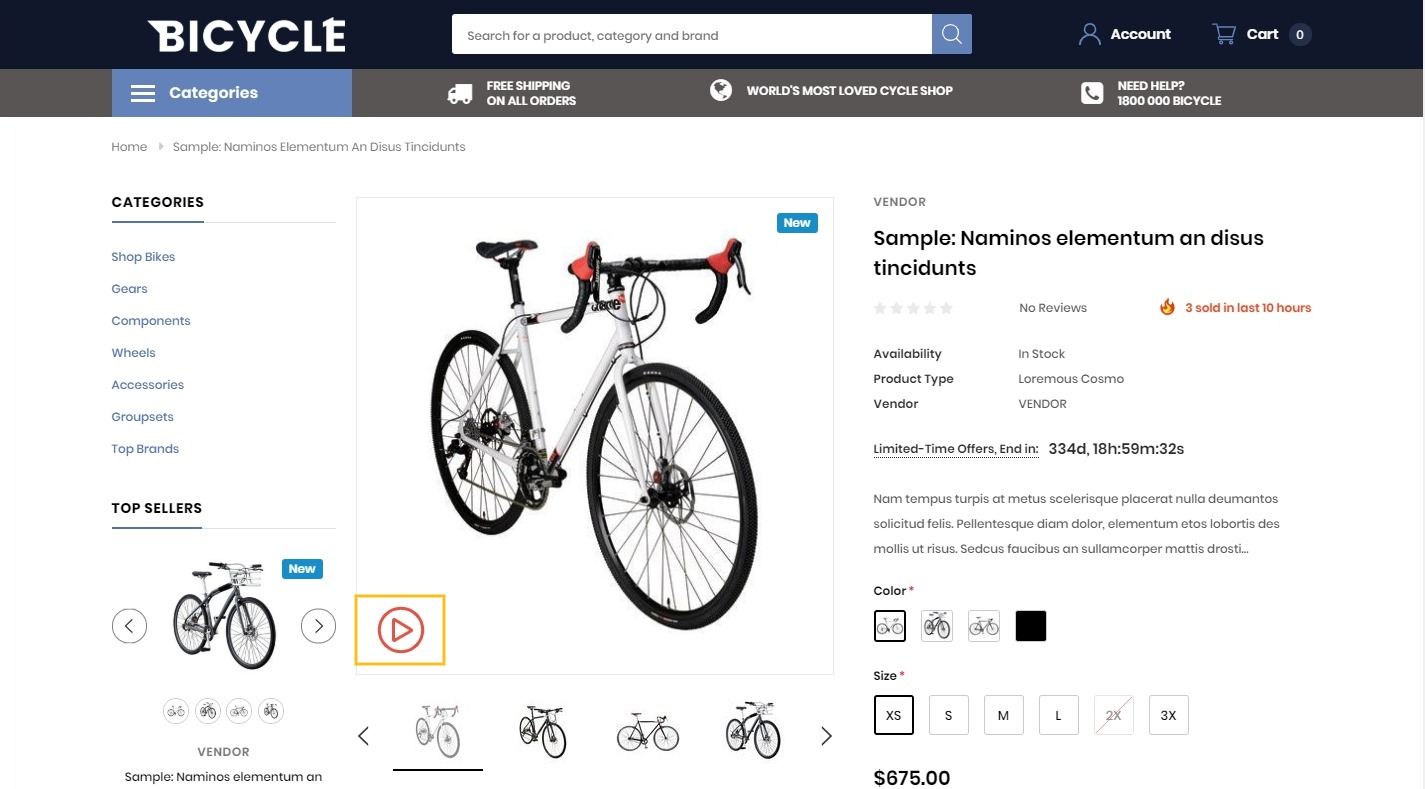 BICYCLE
Search for a product, category and brand
Account
Cart 0
Categories
FREE SHIPPING
ON ALL ORDERS
WORLD'S MOST LOVED CYCLE SHOP
NEED HELP?
1800 000 BICYCLE
Home
Sample: Naminos Elementum An Disus Tincidunts
CATEGORIES
Shop Bikes
Gears
Components
Wheels
Accessories
Groupsets
Top Brands
TOP SELLERS
New
VENDOR
Sample: Naminos elementum an
New
VENDOR
Sample: Naminos elementum an disus
tincidunts
No Reviews
3 sold in last 10 hours
Availability In Stock
Product Type Loremous Cosmo
Vendor VENDOR
Limited-Time Offers, End in: 334d, 18h:59m:32s
Nam tempus turpis at metus scelerisque placerat nulla deumantos
solicitud felis. Pellentesque diam dolor, elementum etos lobortis des
mollis ut risus. Sedcus faucibus an sullamcorper mattis drosti...
Color *
Size *
XS S M L 2X 3X
$675.00